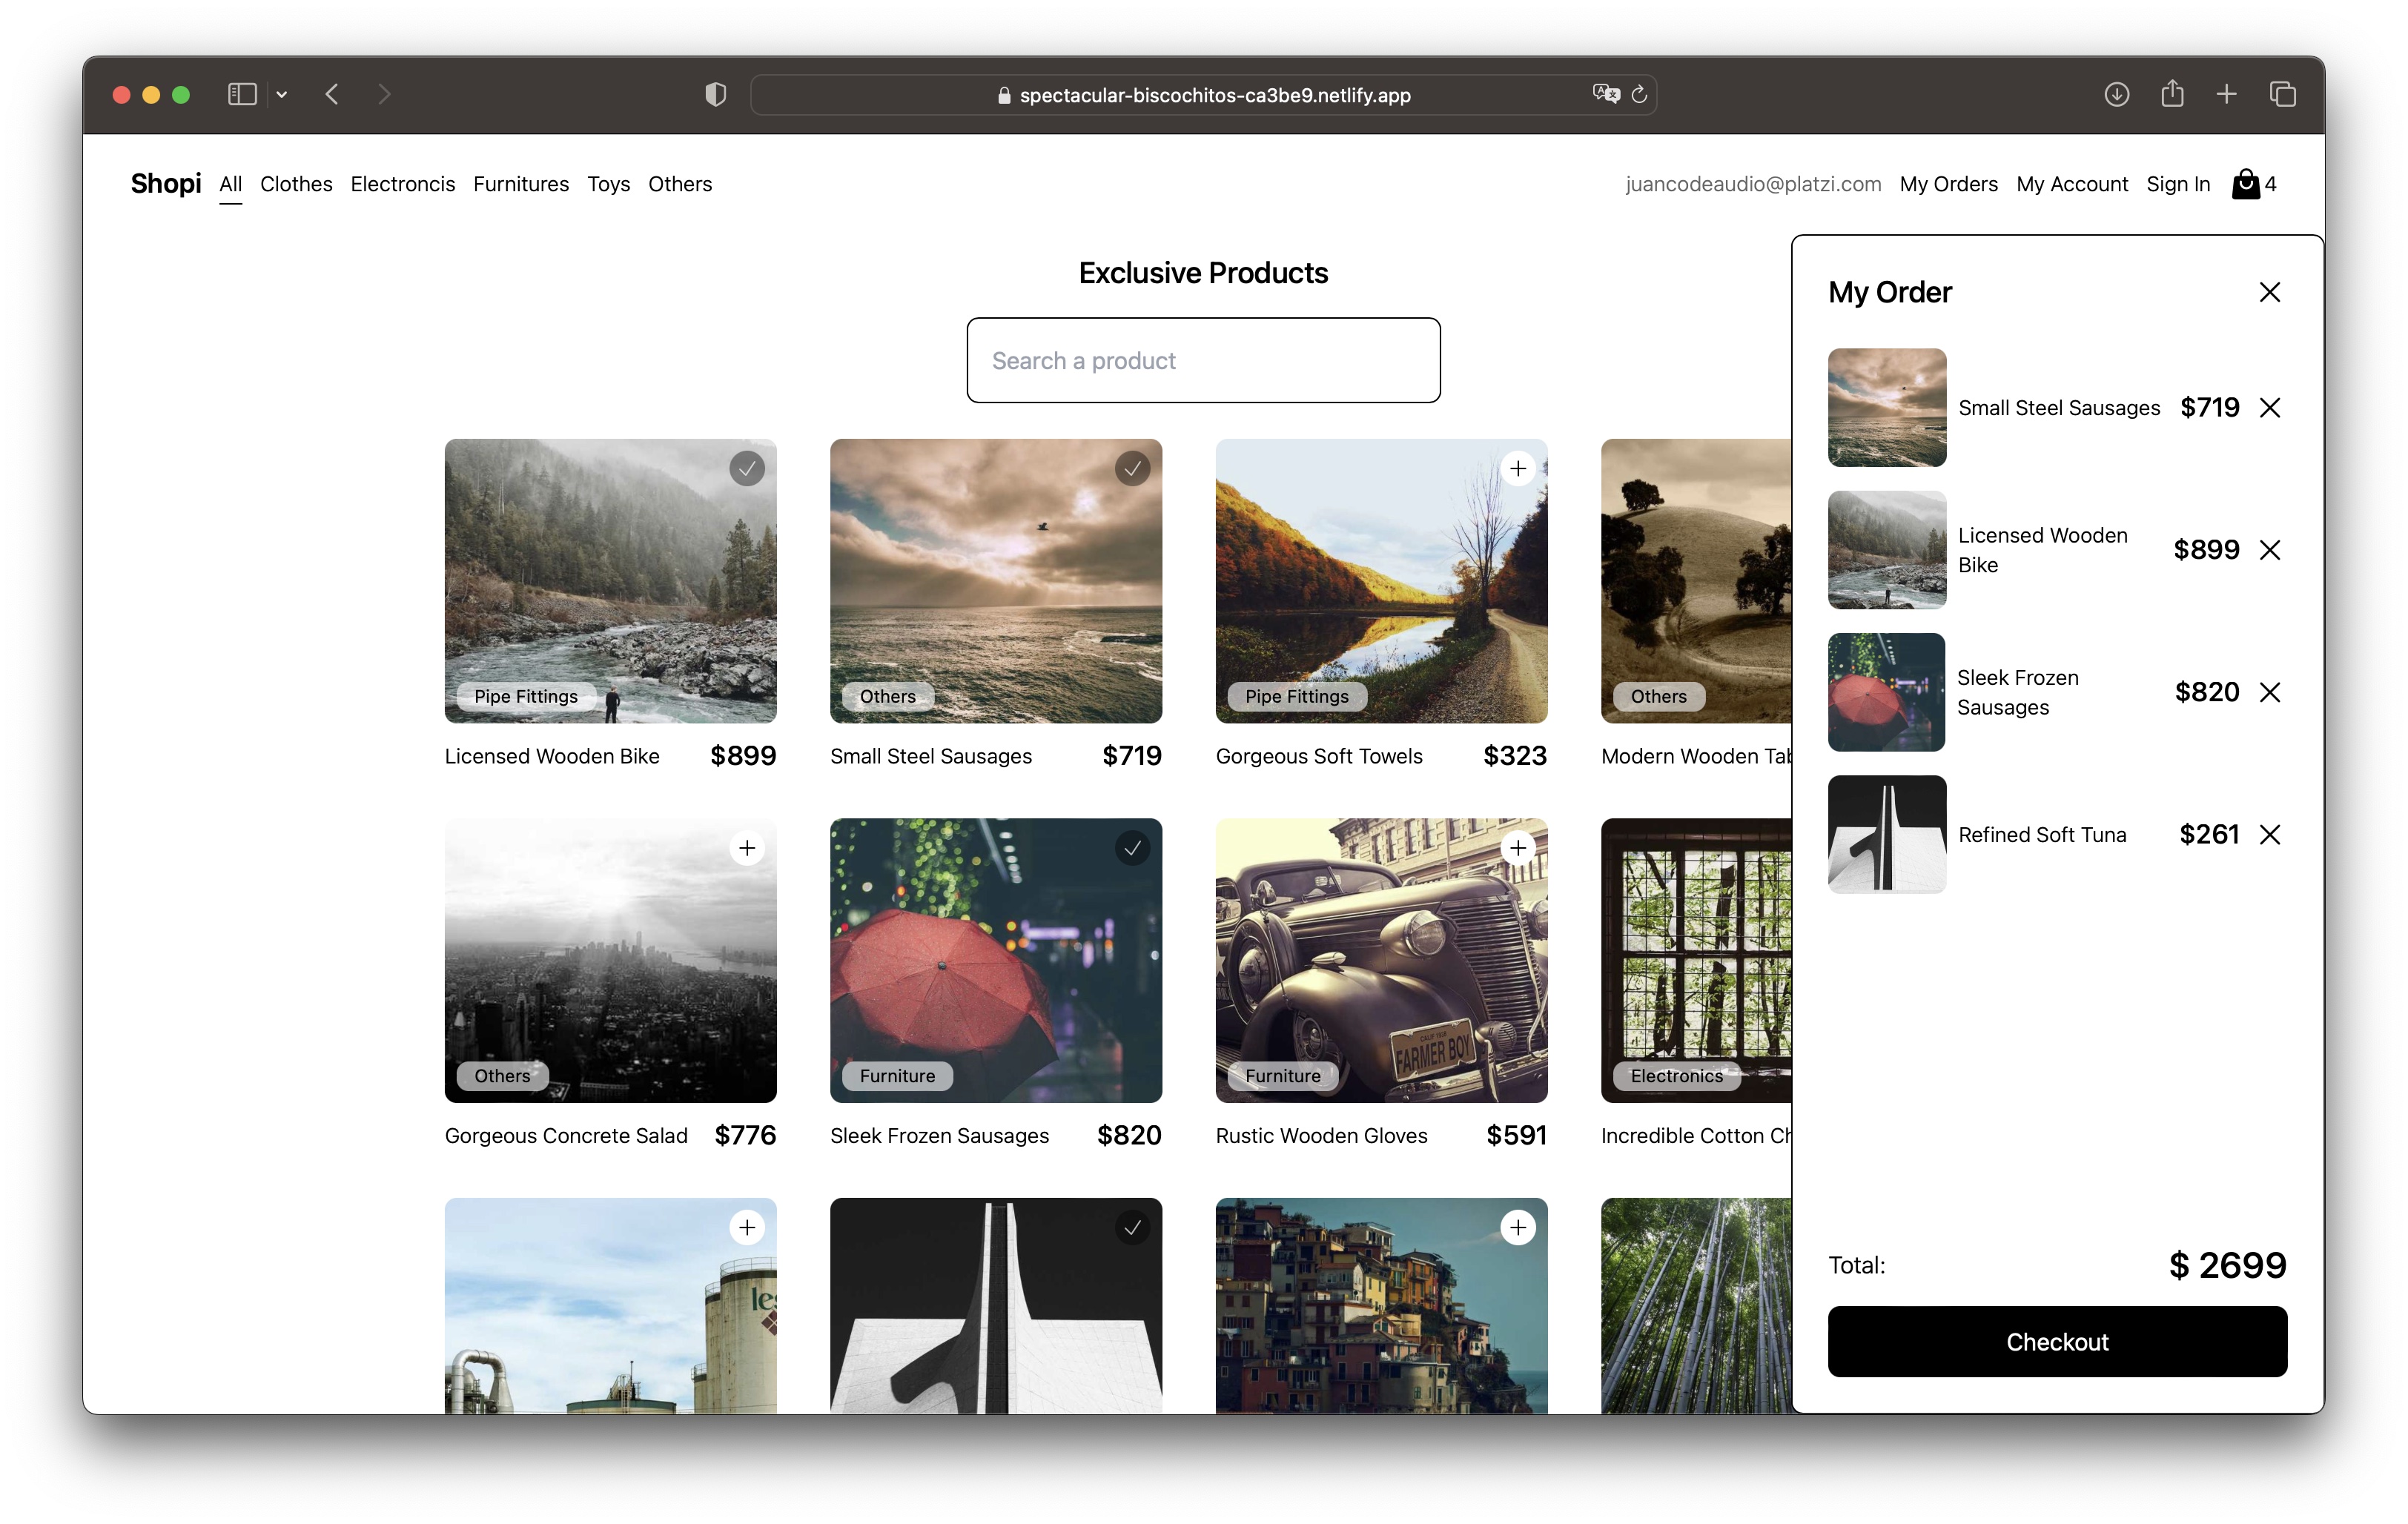 spectacular-biscochitos-ca3be9.netlify.app
Shopi All Clothes Electroncis Furnitures Toys Others
juancodeaudio@platzi.com My Orders My Account Sign In 4
Exclusive Products
Search a product
Pipe Fittings
Licensed Wooden Bike $899
Others
Small Steel Sausages $719
Pipe Fittings
Gorgeous Soft Towels $323
Others
Modern Wooden
Others
Gorgeous Concrete Salad $776
Furniture
Sleek Frozen Sausages $820
CALIF 1938
FARMER BOY
Furniture
Rustic Wooden Gloves $591
Electronics
Incredible Cotton
My Order
Small Steel Sausages $719
Licensed Wooden
Bike
$899
Sleek Frozen
Sausages
$820
Refined Soft Tuna $261
Total: $ 2699
Checkout